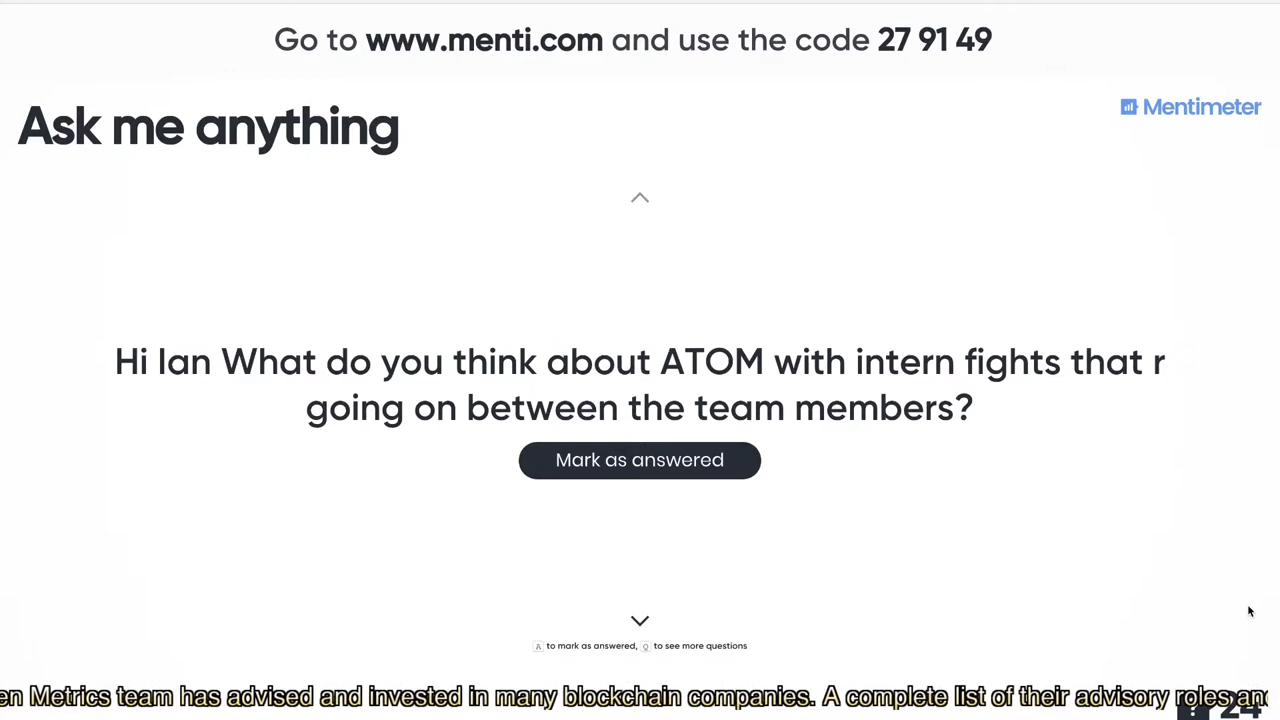 Go to www.menti.com and use the code 27 91 49
Ask me anything
Mentimeter
Hi Ian What do you think about ATOM with intern fights that r
going on between the team members?
Mark as answered
A to mark as answered, Q to see more questions
en Metrics team has advised and invested in many blockchain companies. A complete list of their advisory roles and
? 24